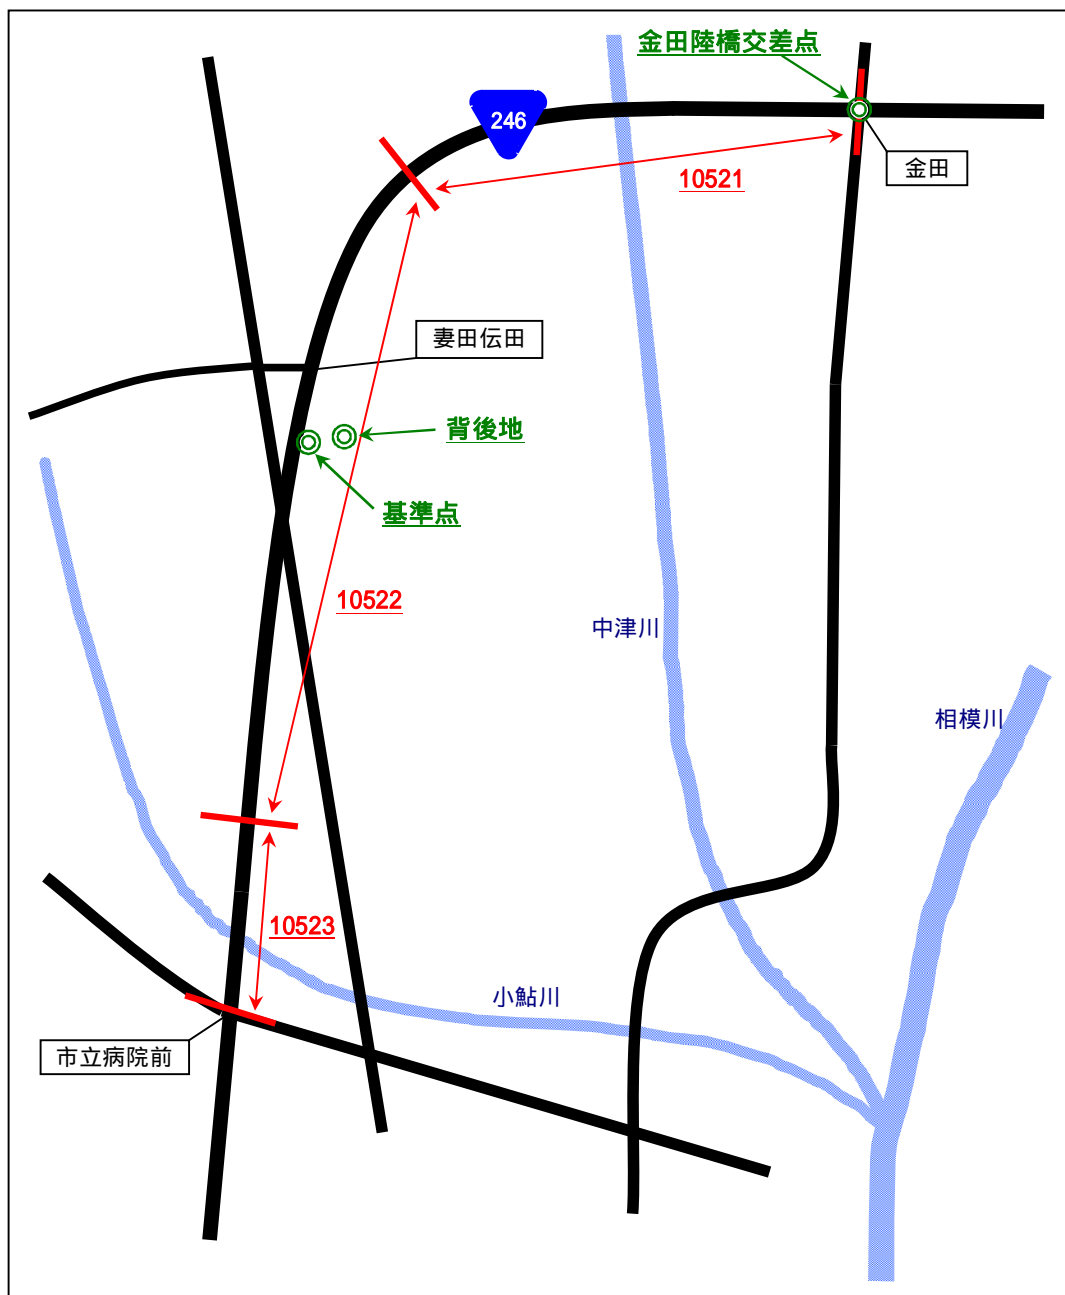 金田陸橋交差点
246
金田
10521
妻田伝田
背後地
基準点
10522
中津川
相模川
10523
小鮎川
市立病院前